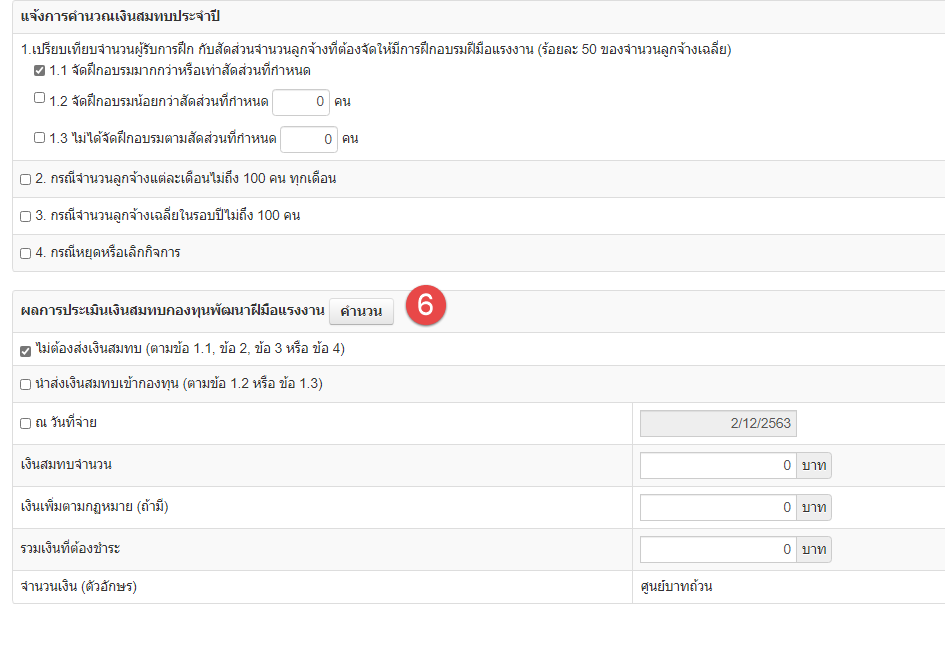 แจ้งการคำนวณเงินสมทบประจำปี
1.เปรียบเทียบจำนวนผู้รับการฝึก กับสัดส่วนจำนวนลูกจ้างที่ต้องจัดให้มีการฝึกอบรมฝีมือแรงงาน (ร้อยละ 50 ของจำนวนลูกจ้างเฉลี่ย)
1.1 จัดฝึกอบรมมากกว่าหรือเท่าสัดส่วนที่กำหนด
1.2 จัดฝึกอบรมน้อยกว่าสัดส่วนที่กำหนด 0 คน
1.3 ไม่ได้จัดฝึกอบรมตามสัดส่วนที่กำหนด 0 คน
2. กรณีจำนวนลูกจ้างแต่ละเดือนไม่ถึง 100 คน ทุกเดือน
3. กรณีจำนวนลูกจ้างเฉลี่ยในรอบปีไม่ถึง 100 คน
4. กรณีหยุดหรือเลิกกิจการ
ผลการประเมินเงินสมทบกองทุนพัฒนาฝีมือแรงงาน คำนวน 6
ไม่ต้องส่งเงินสมทบ (ตามข้อ 1.1, ข้อ 2, ข้อ 3 หรือ ข้อ 4)
นำส่งเงินสมทบเข้ากองทุน (ตามข้อ 1.2 หรือ ข้อ 1.3)
ณ วันที่จ่าย 2/12/2563
เงินสมทบจำนวน 0 บาท
เงินเพิ่มตามกฎหมาย (ถ้ามี) 0 บาท
รวมเงินที่ต้องชำระ 0 บาท
จำนวนเงิน (ตัวอักษร) ศูนย์บาทถ้วน